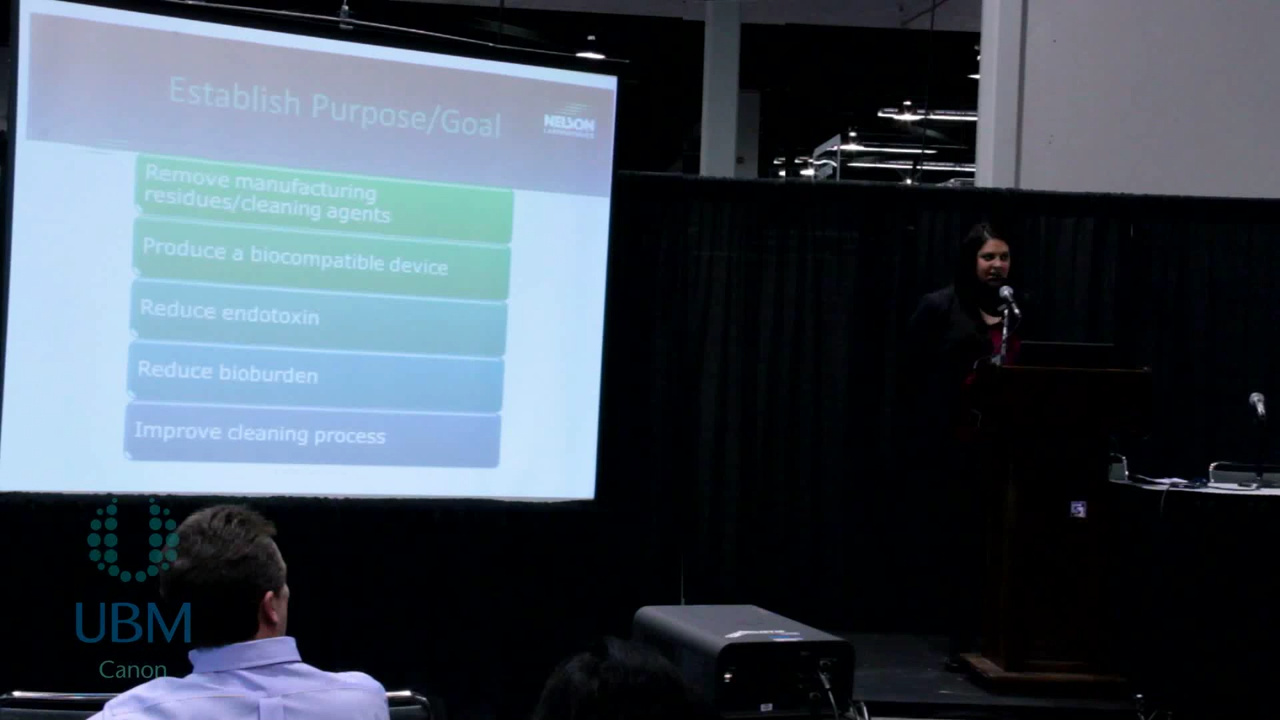 Establish Purpose/Goal
NELSON
LABORATORIES
Remove manufacturing
residues/cleaning agents
Produce a biocompatible device
Reduce endotoxin
Reduce bioburden
Improve cleaning process
UBM
Canon